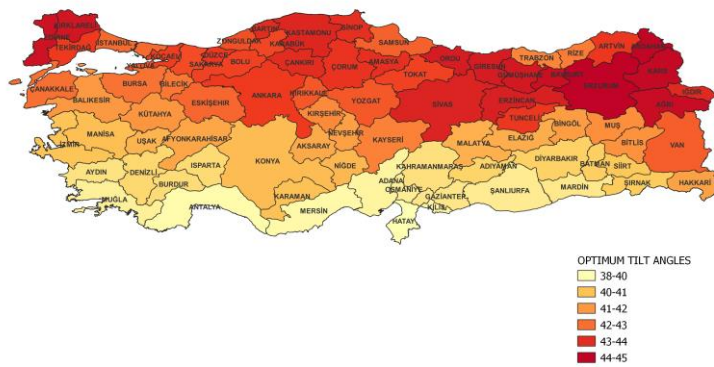 KIRKLARELİ
EDİRNE
TEKİRDAĞ
İSTANBUL
KOCAELİ
YALOVA
SAKARYA
DÜZCE
BOLU
ZONGULDAK
BARTIN
KARABÜK
KASTAMONU
SİNOP
SAMSUN
ÇANKIRI
ÇORUM
AMASYA
TOKAT
ORDU
GİRESUN
TRABZON
GÜMÜŞHANE
BAYBURT
RİZE
ARTVİN
ARDAHAN
KARS
IĞDIR
ERZURUM
AĞRI
ÇANAKKALE
BALIKESİR
BURSA
BİLECİK
ESKİŞEHİR
KÜTAHYA
ANKARA
KIRIKKALE
KIRŞEHİR
YOZGAT
SİVAS
ERZİNCAN
TUNCELİ
BİNGÖL
MUŞ
BİTLİS
VAN
İZMİR
MANİSA
UŞAK
AFYONKARAHİSAR
KONYA
AKSARAY
NEVŞEHİR
KAYSERİ
NİĞDE
MALATYA
ELAZIĞ
DİYARBAKIR
BATMAN
SİİRT
ŞIRNAK
HAKKARİ
AYDIN
DENİZLİ
BURDUR
ISPARTA
MUĞLA
ANTALYA
KARAMAN
MERSİN
ADANA
OSMANİYE
KAHRAMANMARAŞ
ADIYAMAN
GAZİANTEP
KİLİS
ŞANLIURFA
MARDİN
HATAY
OPTIMUM TILT ANGLES
38-40
40-41
41-42
42-43
43-44
44-45